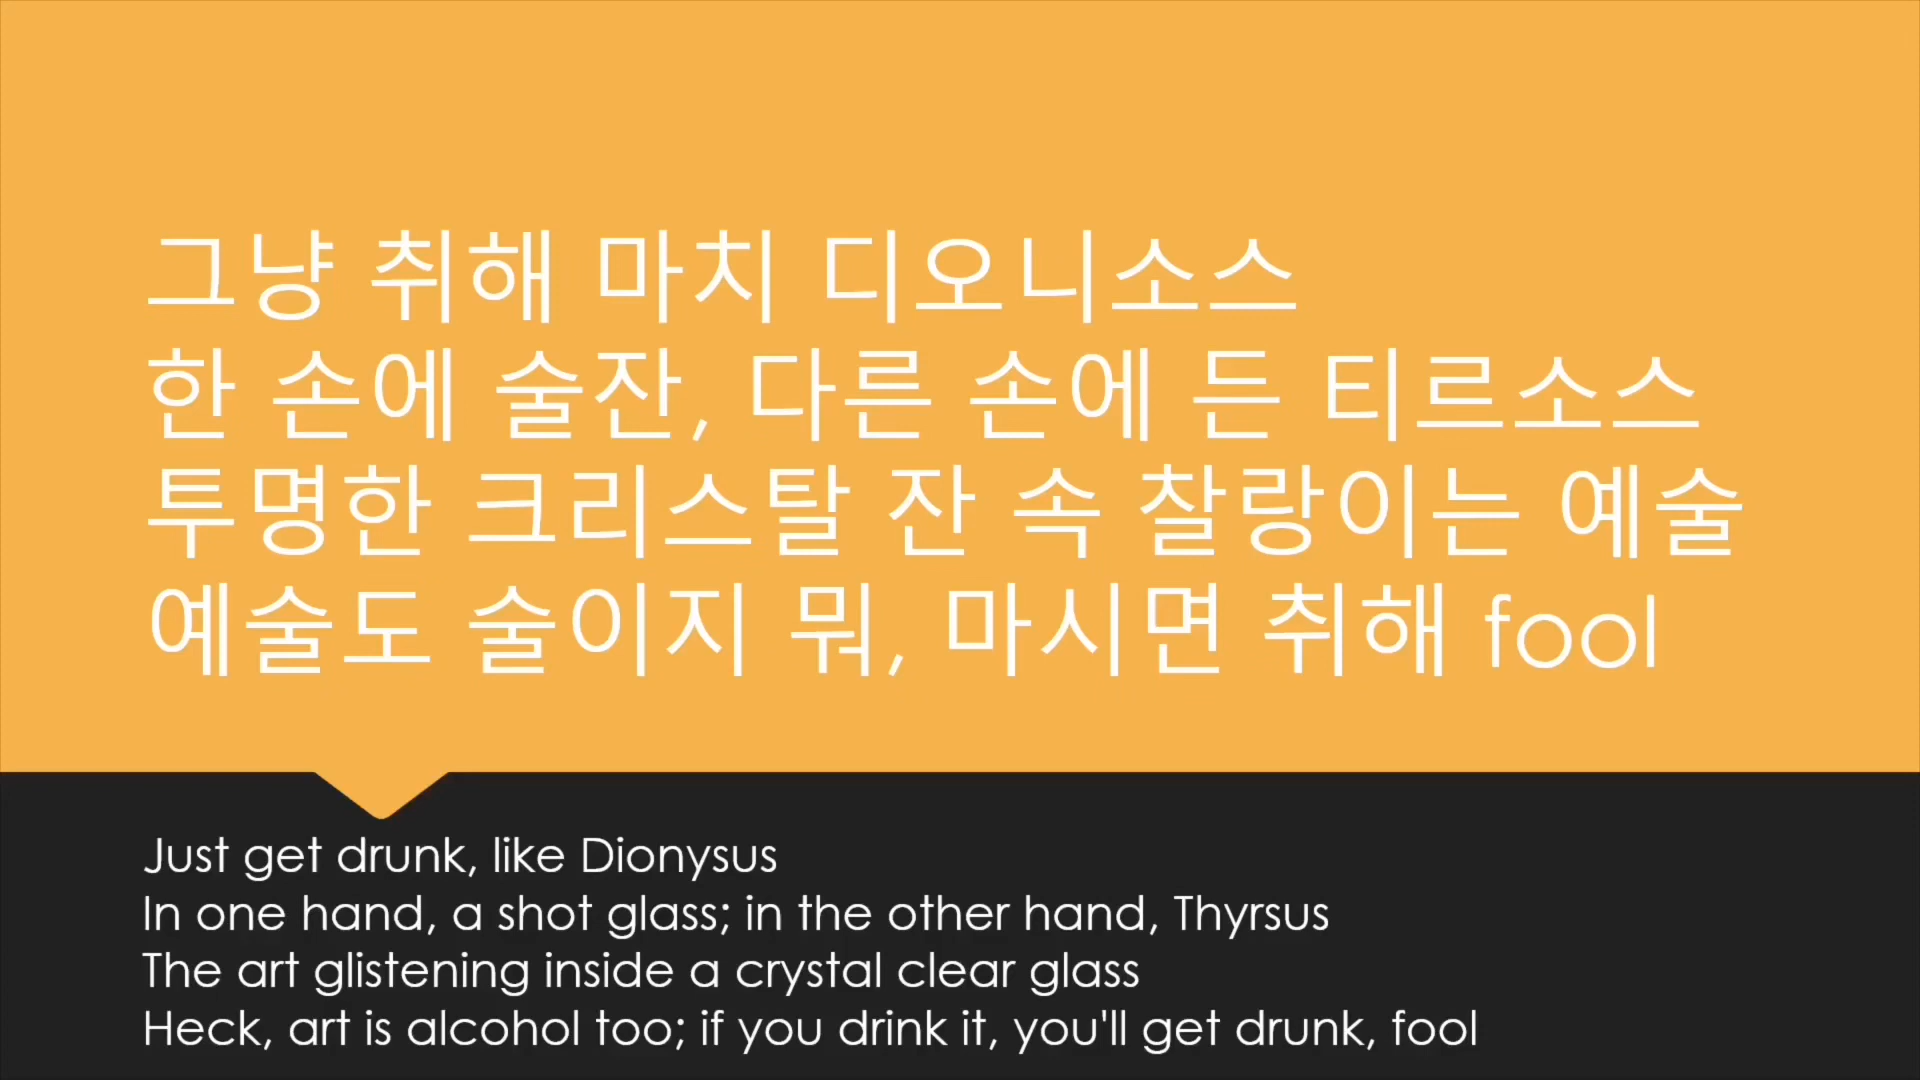 그냥 취해 마치 디오니소스
한 손에 술잔, 다른 손에 든 티르소스
투명한 크리스탈 잔 속 찰랑이는 예술
예술도 술이지 뭐, 마시면 취해 fool
Just get drunk, like Dionysus
In one hand, a shot glass; in the other hand, Thyrsus
The art glistening inside a crystal clear glass
Heck, art is alcohol too; if you drink it, you'll get drunk, fool